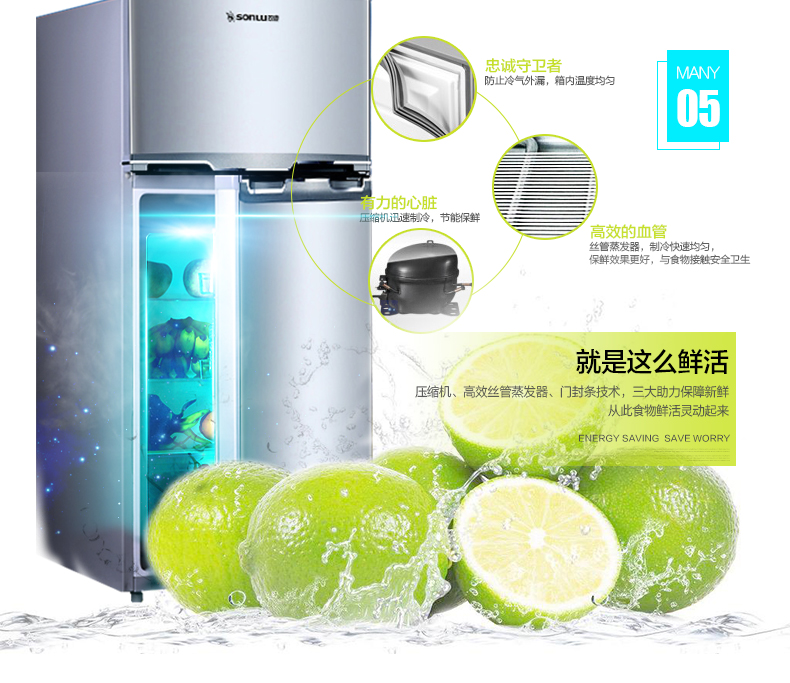 SONLU
忠诚守卫者
防止冷气外漏，箱内温度均匀
MANY
05
有力的心脏
压缩机迅速制冷，节能保鲜
高效的血管
丝管蒸发器，制冷快速均匀，
保鲜效果更好，与食物接触安全卫生
就是这么鲜活
压缩机、高效丝管蒸发器、门封条技术，三大助力保障新鲜
从此食物鲜活灵动起来
ENERGY SAVING SAVE WORRY